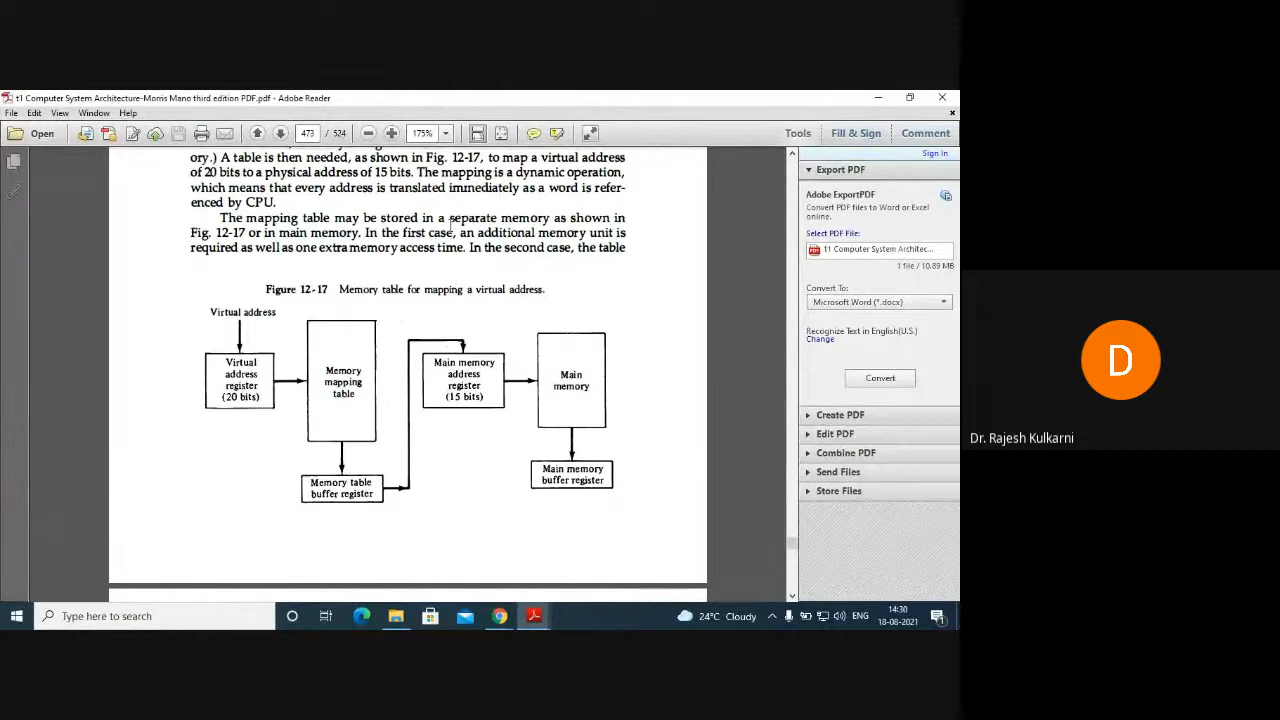 t1 Computer System Architecture-Morris Mano third edition PDF.pdf - Adobe Reader
File Edit View Window Help
Open 473 / 524 175% Tools Fill & Sign Comment
ory.) A table is then needed, as shown in Fig. 12-17, to map a virtual address
of 20 bits to a physical address of 15 bits. The mapping is a dynamic operation,
which means that every address is translated immediately as a word is refer-
enced by CPU.
The mapping table may be stored in a separate memory as shown in
Fig. 12-17 or in main memory. In the first case, an additional memory unit is
required as well as one extra memory access time. In the second case, the table
Figure 12-17 Memory table for mapping a virtual address.
Virtual address
Virtual
address
register
(20 bits)
Memory
mapping
table
Main memory
address
register
(15 bits)
Main
memory
Memory table
buffer register
Main memory
buffer register
Sign In
Export PDF
Adobe ExportPDF
Convert PDF files to Word or Excel
online.
Select PDF File:
t1 Computer System Architec...
1 file / 10.89 MB
Convert To:
Microsoft Word (*.docx)
Recognize Text in English(U.S.)
Change
Convert
Create PDF
Edit PDF
Combine PDF
Send Files
Store Files
D
Dr. Rajesh Kulkarni
Type here to search
24°C Cloudy
ENG
14:30
18-08-2021